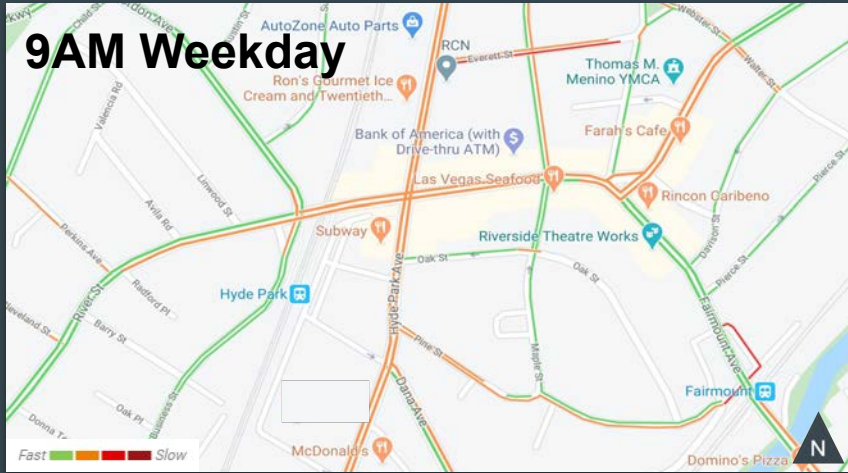 9AM Weekday
AutoZone Auto Parts
RCN
Everett St
Webster St
Walter St
Thomas M.
Menino YMCA
Ron's Gourmet Ice
Cream and Twentieth...
Valencia Rd
Bank of America (with
Drive-thru ATM)
Farah's Cafe
Pierce St
Linwood St
Las Vegas Seafood
Rincon Caribeno
Avila Rd
Subway
Riverside Theatre Works
Davison St
Perkins Ave
Oak St
Oak St
Pierce St
Radford Pl
Hyde Park
Hyde Park Ave
River St
Fairmount Ave
Cleveland St
Barry St
Pine St
Maple St
Dana Ave
Fairmount
Oak Pl
Business St
Donna Te
McDonald's
Domino's Pizza
N
Fast
Slow